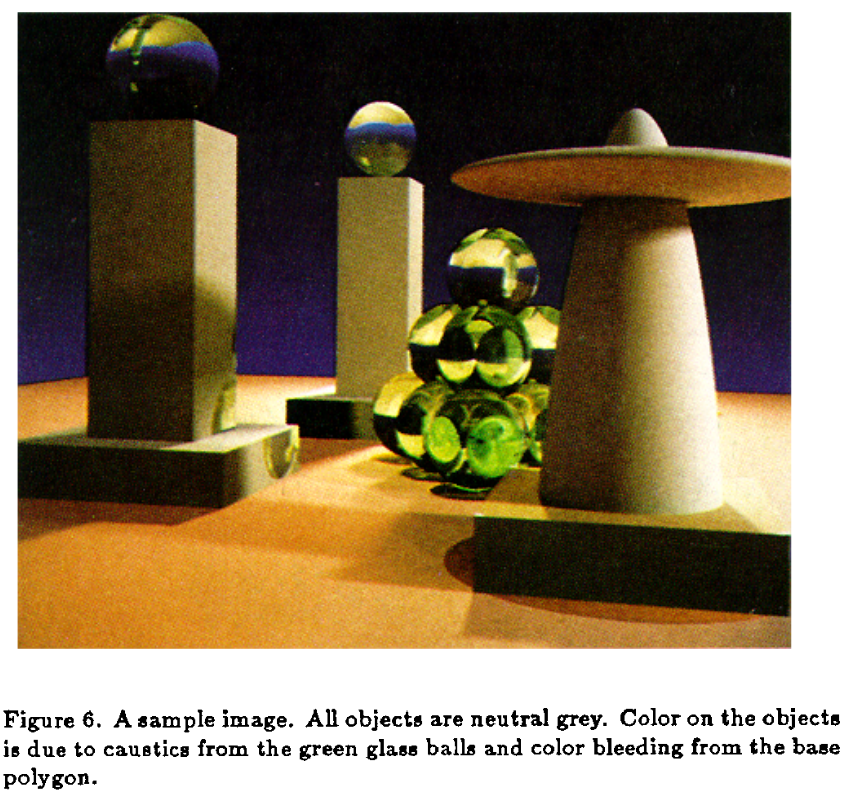 Figure 6. A sample image. All objects are neutral grey. Color on the objects
is due to caustics from the green glass balls and color bleeding from the base
polygon.